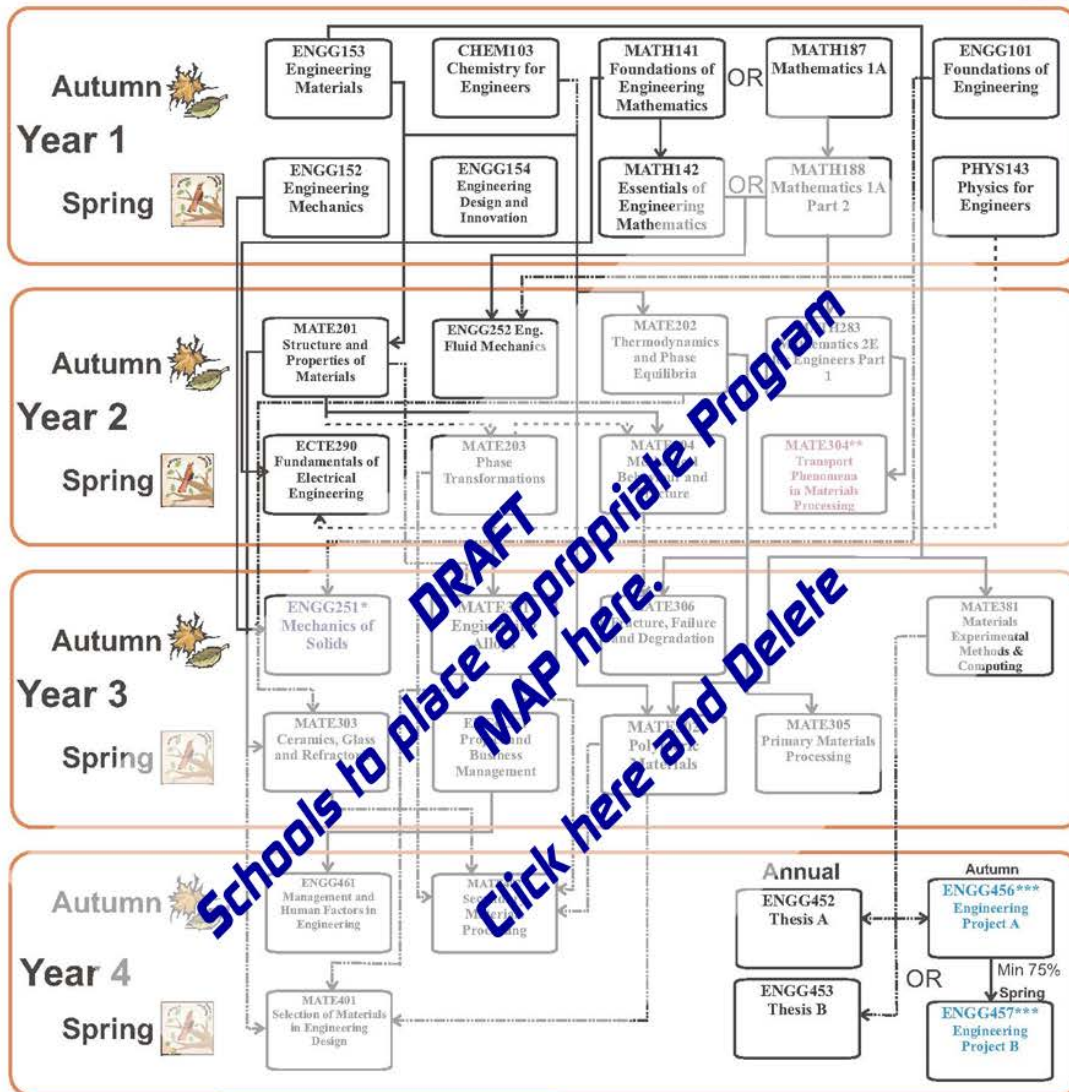 ENGG153
Engineering
Materials
CHEM103
Chemistry for
Engineers
MATH141
Foundations of
Engineering
Mathematics
OR
MATH187
Mathematics 1A
ENGG101
Foundations of
Engineering
Autumn
Year 1
Spring
ENGG152
Engineering
Mechanics
ENGG154
Engineering
Design and
Innovation
MATH142
Essentials of
Engineering
Mathematics
OR
MATH188
Mathematics 1A
Part 2
PHYS143
Physics for
Engineers
Autumn
Year 2
Spring
MATE201
Structure and
Properties of
Materials
ENGG252 Eng.
Fluid Mechanics
MATE202
Thermodynamics
and Phase
Equilibria
2E
Engineers Part
1
ECTE290
Fundamentals of
Electrical
Engineering
MATE203
Phase
Transformations
and
MATE304**
Transport
Phenomena
in Materials
Processing
Autumn
Year 3
Spring
ENGG251*
Mechanics of
Solids
MATE306
Failure
and Degradation
MATE381
Materials
Experimental
Methods &
Computing
MATE303
Ceramics, Glass
and
and
Business
Management
Materials
MATE305
Primary Materials
Processing
Autumn
Year 4
Spring
ENGG461
Management and
Human Factors in
Engineering
MATE401
Selection of Materials
in Engineering
Design
Annual
ENGG452
Thesis A
ENGG453
Thesis B
OR
Autumn
ENGG456***
Engineering
Project A
Min 75%
Spring
ENGG457***
Engineering
Project B
DRAFT
Schools to place appropriate Program
MAP here.
Click here and Delete